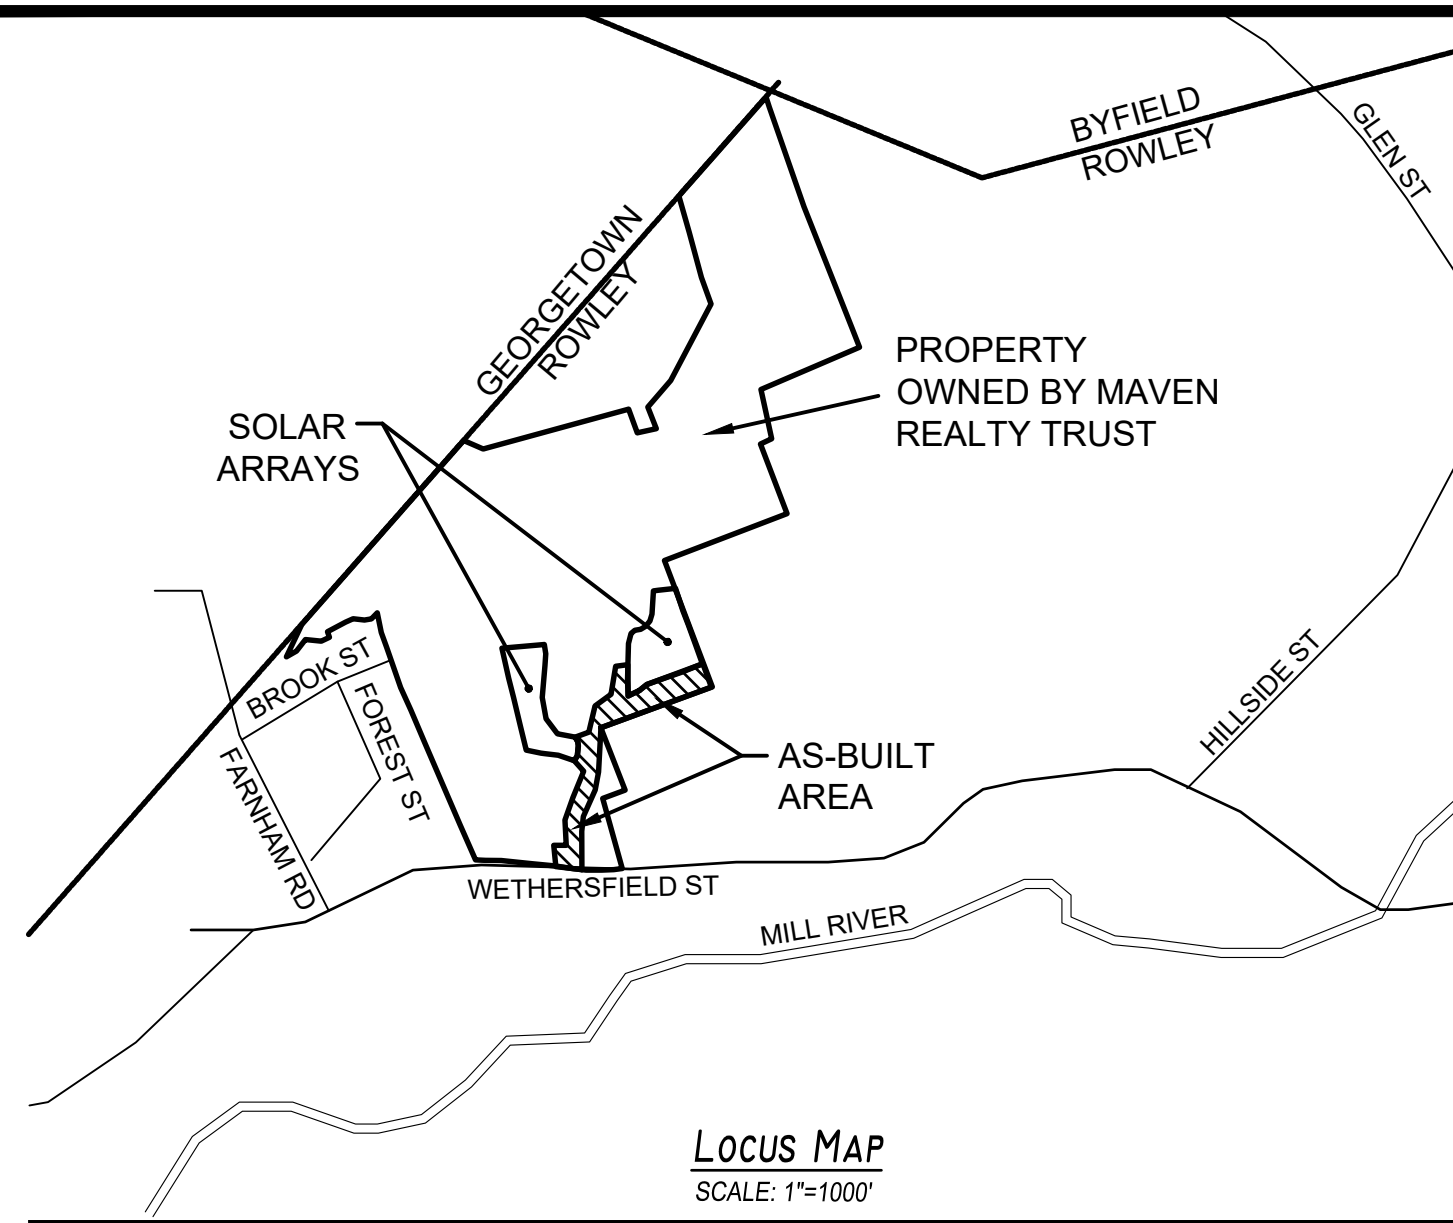 BYFIELD
ROWLEY
GLEN ST
GEORGETOWN
ROWLEY
PROPERTY
OWNED BY MAVEN
REALTY TRUST
SOLAR
ARRAYS
BROOK ST
FOREST ST
FARNHAM RD
HILLSIDE ST
AS-BUILT
AREA
WETHERSFIELD ST
MILL RIVER
LOCUS MAP
SCALE: 1"=1000'